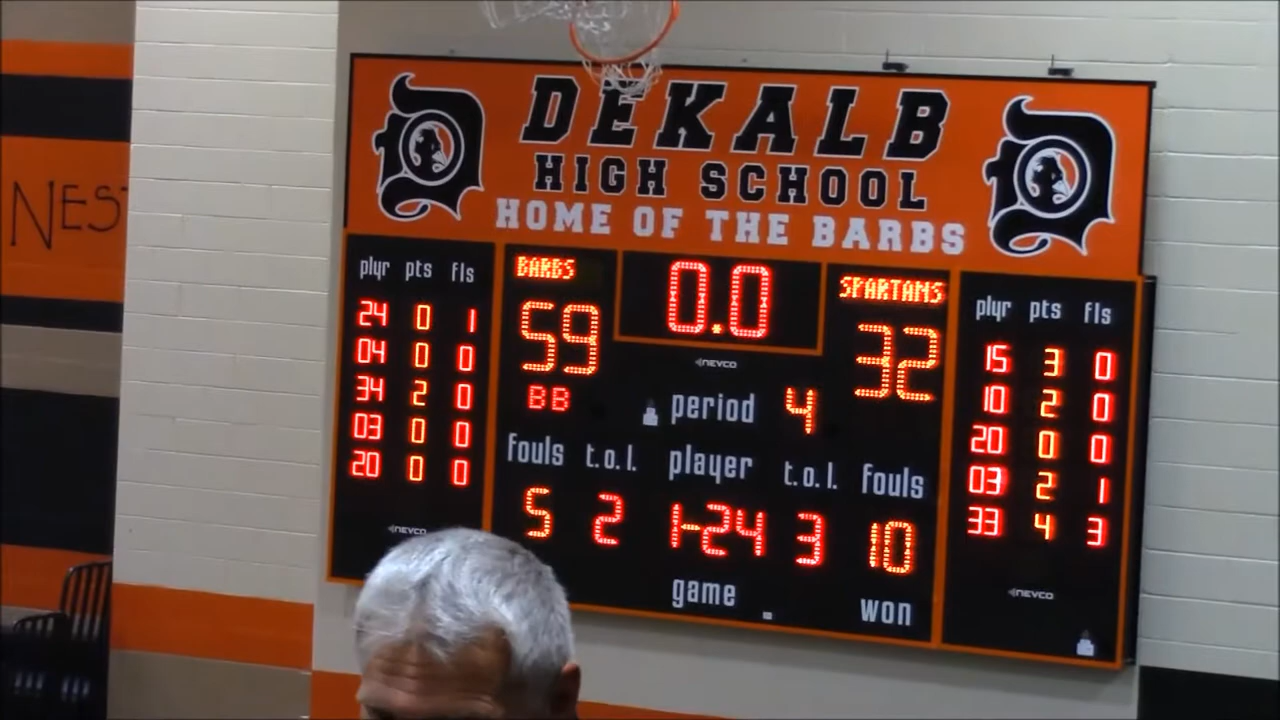 NEST
DEKALB
HIGH SCHOOL
HOME OF THE BARBS
plyr pts fls
24 0 1
04 0 0
34 2 0
03 0 0
20 0 0
NEVCO
BARBS
59
BB
0.0
NEVCO
SPARTANS
32
period 4
fouls t.o.l. player t.o.l. fouls
5 2 1-24 3 10
game won
plyr pts fls
15 3 0
10 2 0
20 0 0
03 2 1
33 4 3
NEVCO